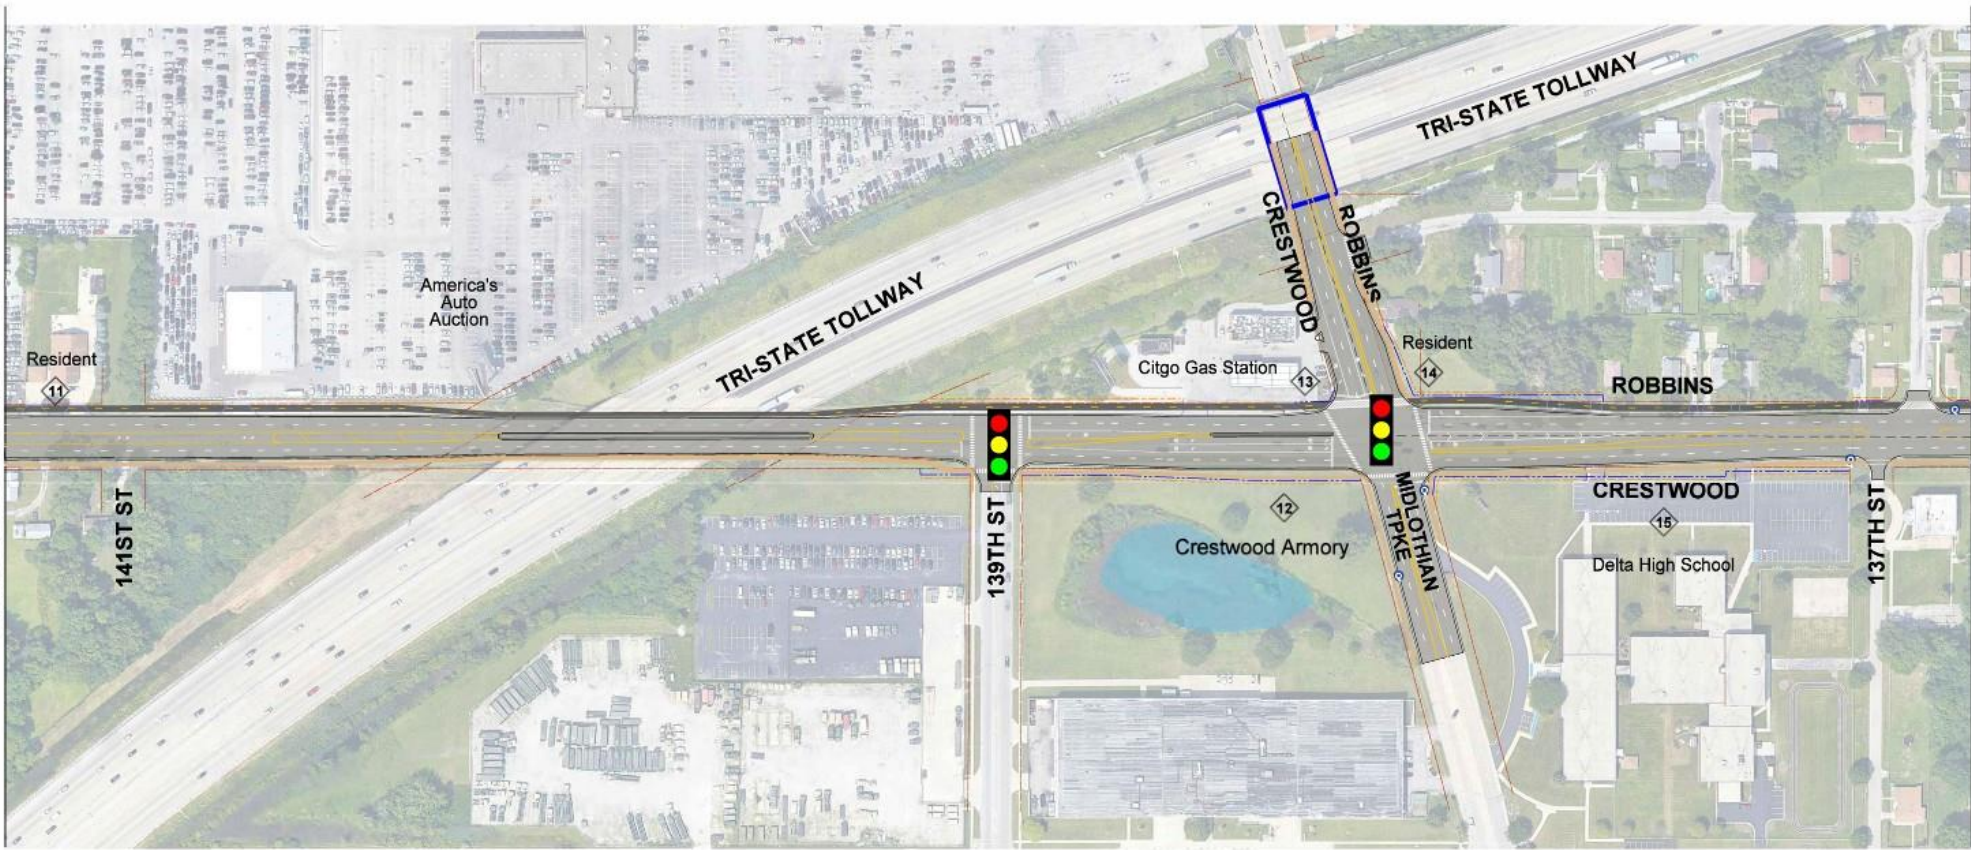 TRI-STATE TOLLWAY
CRESTWOOD
ROBBINS
America's
Auto
Auction
TRI-STATE TOLLWAY
Resident
11
Citgo Gas Station
13
Resident
14
ROBBINS
141ST ST
139TH ST
12
Crestwood Armory
MIDLOTHIAN
TPKE
CRESTWOOD
15
Delta High School
137TH ST